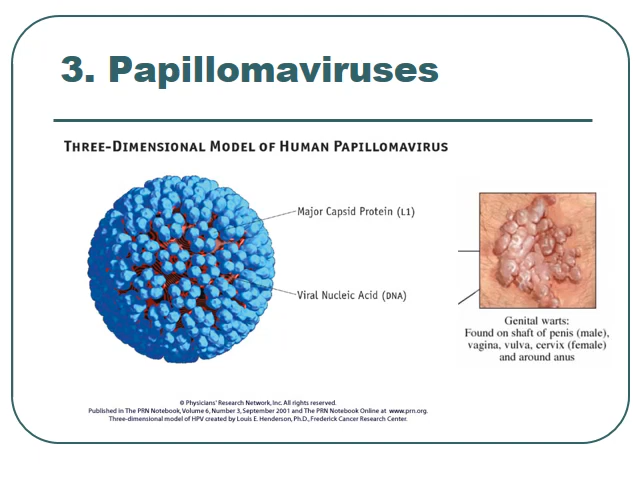 3. Papillomaviruses
THREE-DIMENSIONAL MODEL OF HUMAN PAPILLOMAVIRUS
Major Capsid Protein (L1)
Viral Nucleic Acid (DNA)
Genital warts:
Found on shaft of penis (male),
vagina, vulva, cervix (female)
and around anus
© Physicians' Research Network, Inc. All rights reserved.
Published in The PRN Notebook, Volume 6, Number 3, September 2001 and The PRN Notebook Online at www.prn.org.
Three-dimensional model of HPV created by Louis E. Henderson, Ph.D., Frederick Cancer Research Center.